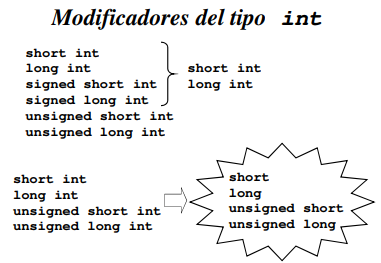 Modificadores del tipo int
short int
long int
signed short int
signed long int
unsigned short int
unsigned long int
short int
long int
short int
long int
unsigned short int
unsigned long int
short
long
unsigned short
unsigned long